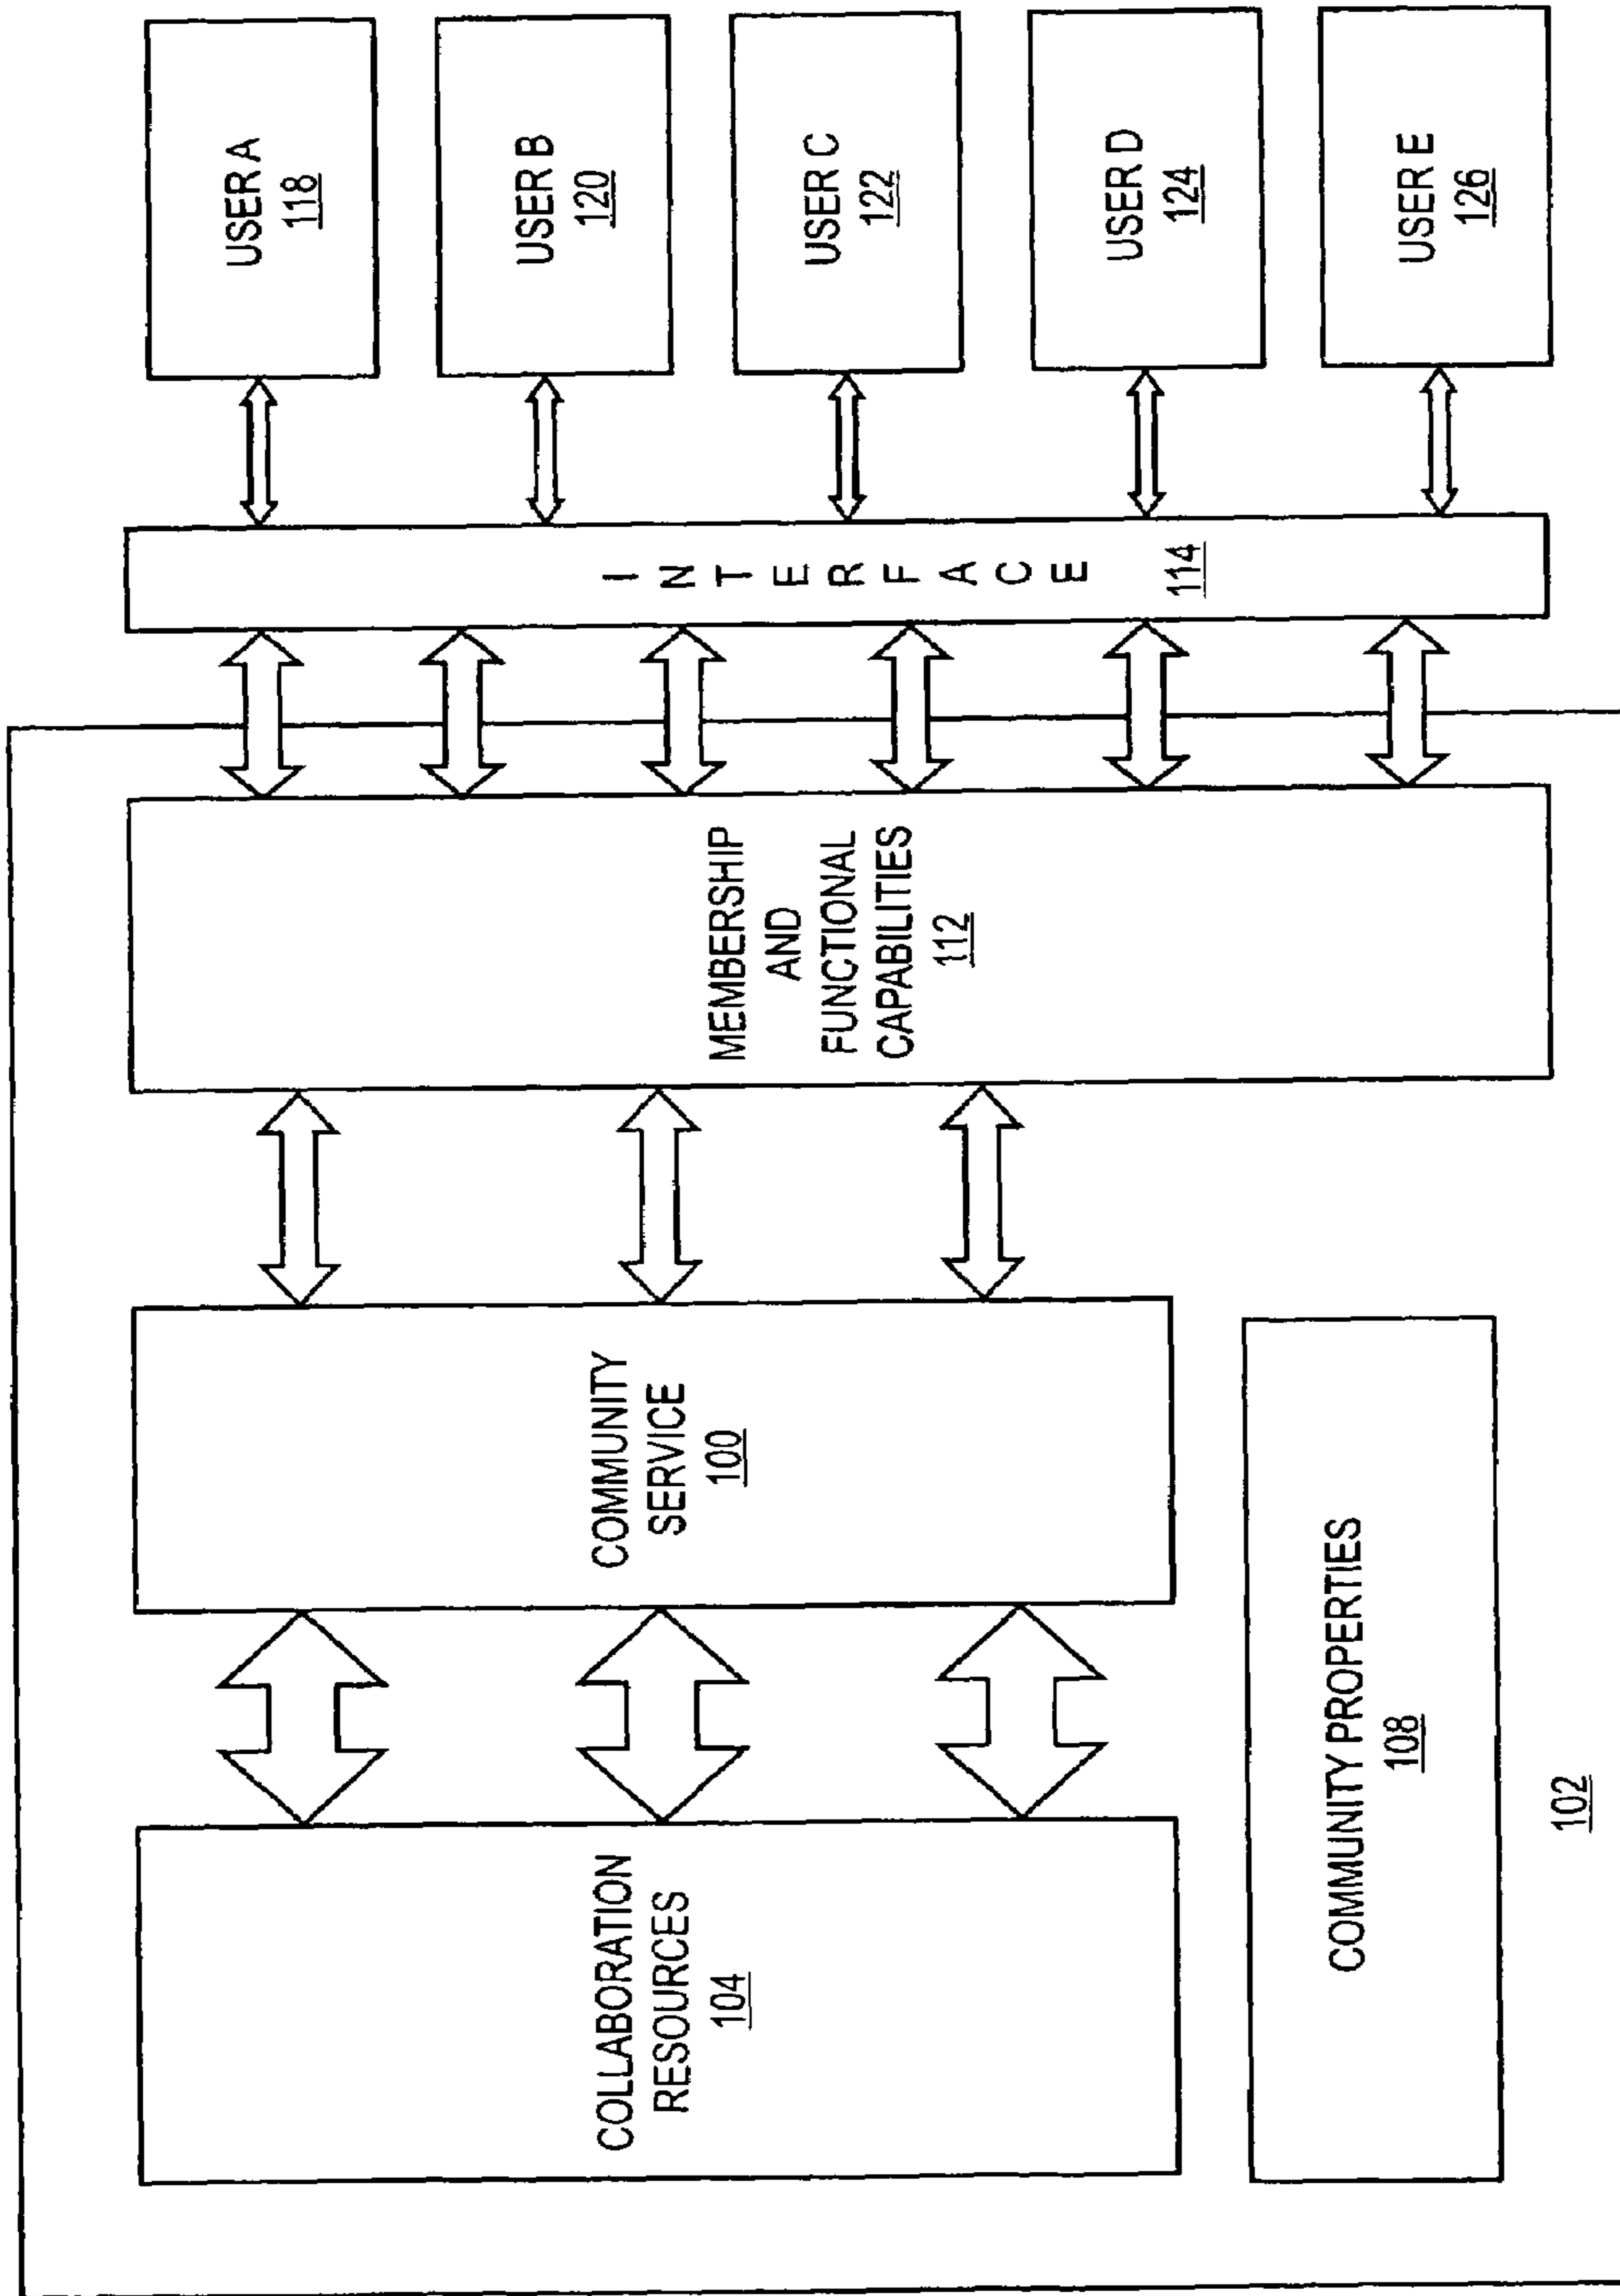 COLLABORATION
RESOURCES
104
COMMUNITY
SERVICE
100
MEMBERSHIP
AND
FUNCTIONAL
CAPABILITIES
112
INTERFACE
114
USER A
118
USER B
120
USER C
122
USER D
124
USER E
126
COMMUNITY PROPERTIES
108
102